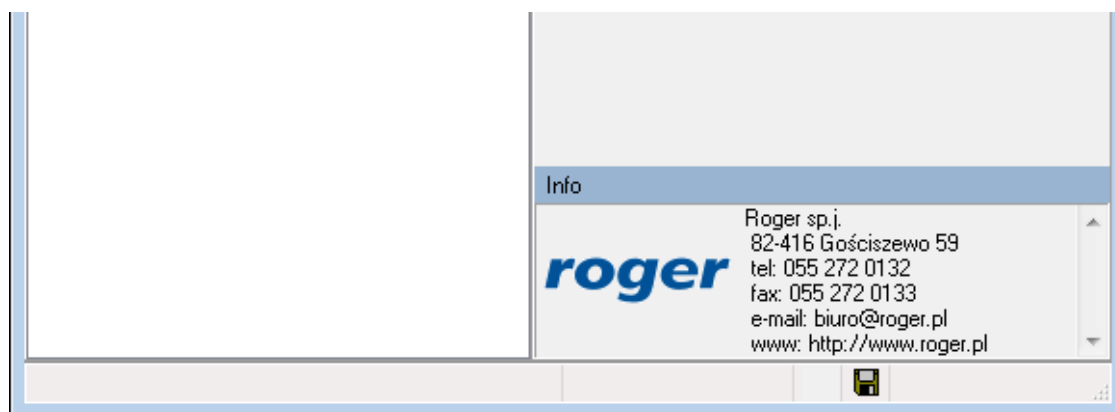 Info
roger
Roger sp.j.
82-416 Gościszewo 59
tel: 055 272 0132
fax: 055 272 0133
e-mail: biuro@roger.pl
www: http://www.roger.pl